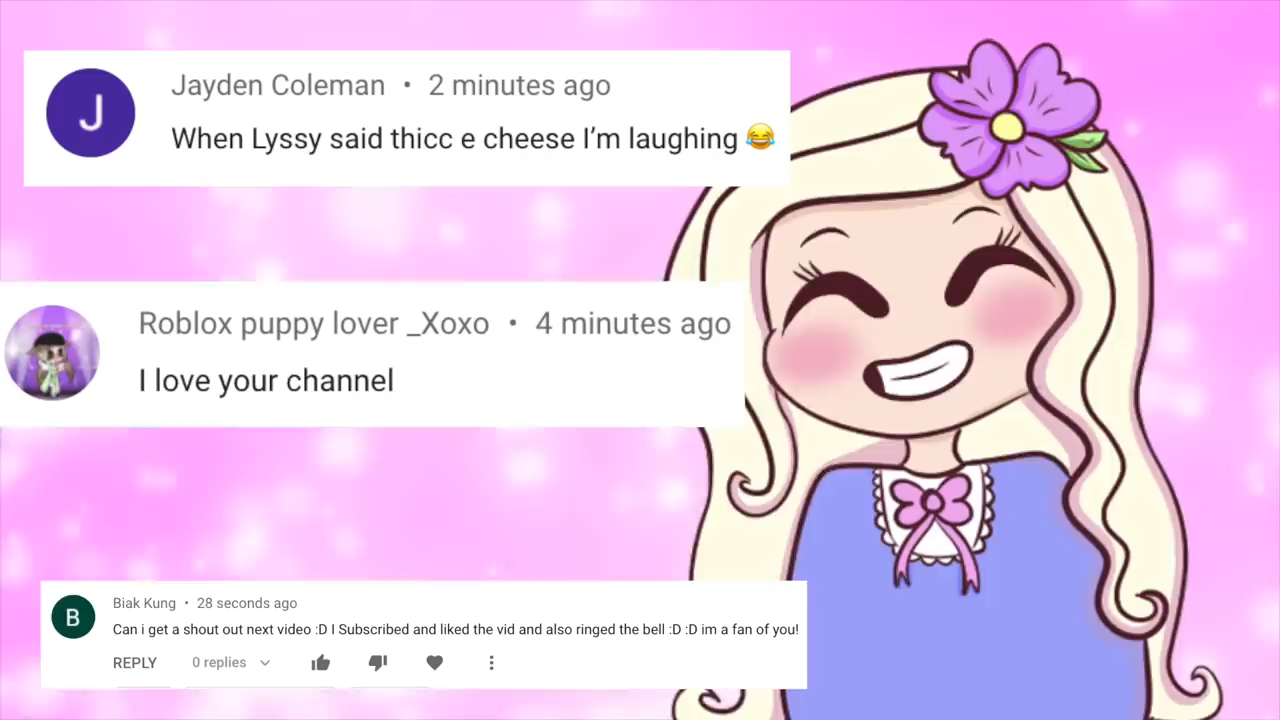 J
Jayden Coleman • 2 minutes ago
When Lyssy said thicc e cheese I’m laughing 😂
Roblox puppy lover _Xoxo • 4 minutes ago
I love your channel
B
Biak Kung • 28 seconds ago
Can i get a shout out next video :D I Subscribed and liked the vid and also ringed the bell :D :D im a fan of you!
REPLY 0 replies